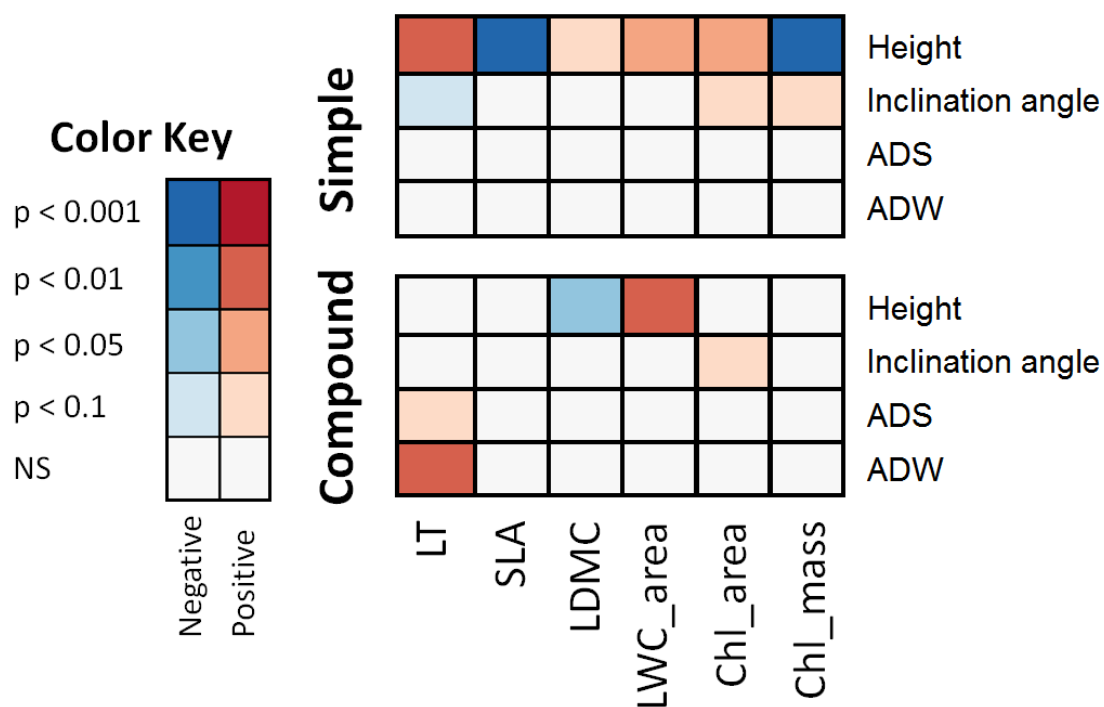 Color Key
p < 0.001
p < 0.01
p < 0.05
p < 0.1
NS
Negative
Positive
Simple
Height
Inclination angle
ADS
ADW
Compound
Height
Inclination angle
ADS
ADW
LT
SLA
LDMC
LWC_area
Chl_area
Chl_mass